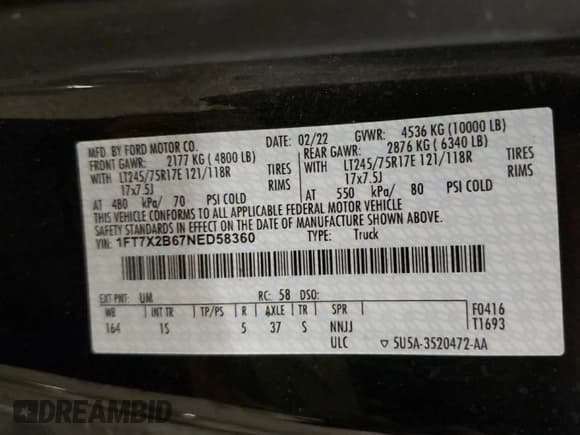 MFD. BY FORD MOTOR CO.
DATE: 02/22 GVWR: 4536 KG (10000 LB)
FRONT GAWR: 2177 KG (4800 LB)
REAR GAWR: 2876 KG (6340 LB)
WITH LT245/75R17E 121/118R TIRES
WITH LT245/75R17E 121/118R TIRES
17x7.5J RIMS
17x7.5J RIMS
AT 480 kPa/ 70 PSI COLD
AT 550 kPa/ 80 PSI COLD
THIS VEHICLE CONFORMS TO ALL APPLICABLE FEDERAL MOTOR VEHICLE
SAFETY STANDARDS IN EFFECT ON THE DATE OF MANUFACTURE SHOWN ABOVE.
VIN: 1FT7X2B67NED58360 TYPE: Truck
EXT PNT: UM RC: 58 DSO:
WB INT TR TP/PS R AXLE TR SPR
164 1S 5 37 S NNJJ
ULC
F0416
T1693
5U5A-3520472-AA
DREAMBID